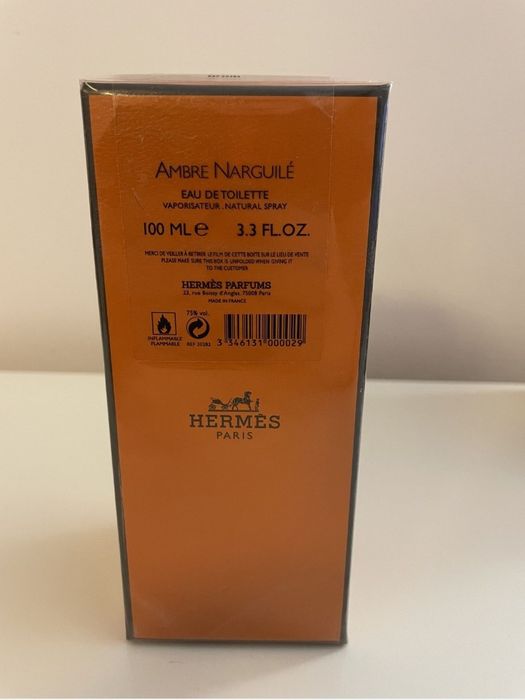 AMBRE NARGUILÉ
EAU DE TOILETTE
VAPORISATEUR . NATURAL SPRAY
100 ML e 3.3 FL.OZ.
MERCI DE VEILLER À RETIRER LE FILM DE CETTE BOITE SUR LE LIEU DE VENTE
PLEASE MAKE SURE THIS BOX IS UNFOLDED WHEN GIVING IT
TO THE CUSTOMER
HERMÈS PARFUMS
23, rue Boissy d'Anglas, 75008 Paris
MADE IN FRANCE
75% vol.
INFLAMMABLE
FLAMMABLE
3 346131 000029
HERMÈS
PARIS